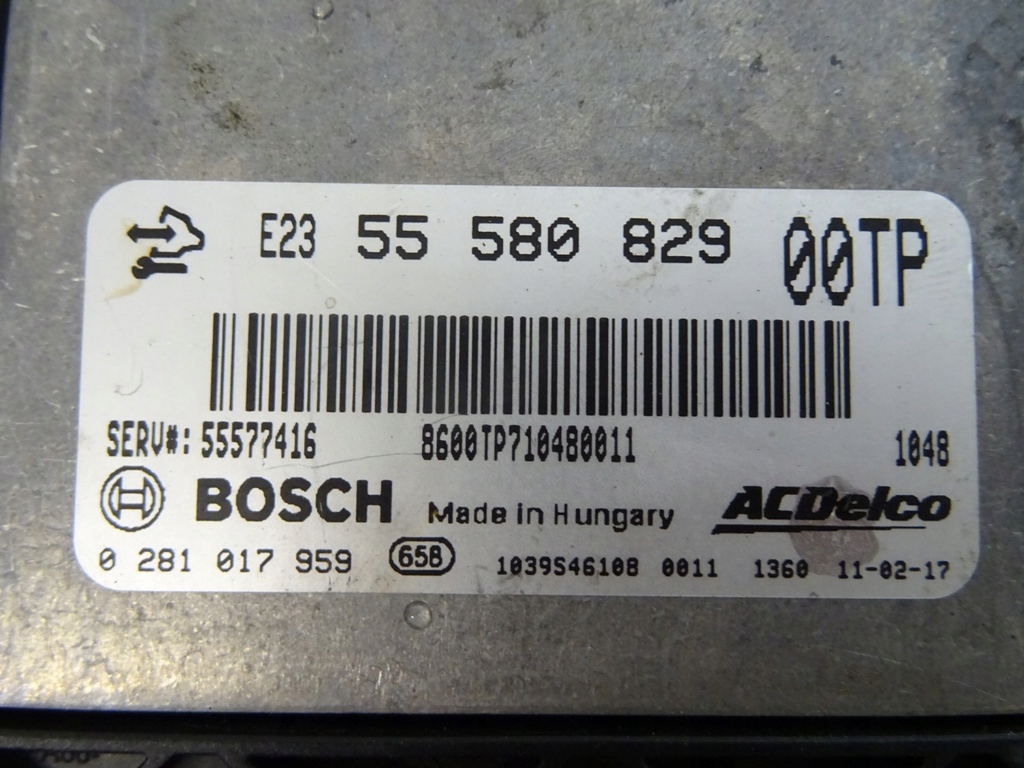 E23 55 580 829 00TP
SERV#: 55577416 8600TP710480011 1048
BOSCH Made in Hungary ACDelco
0 281 017 959 65B 1039S46108 0011 1360 11-02-17